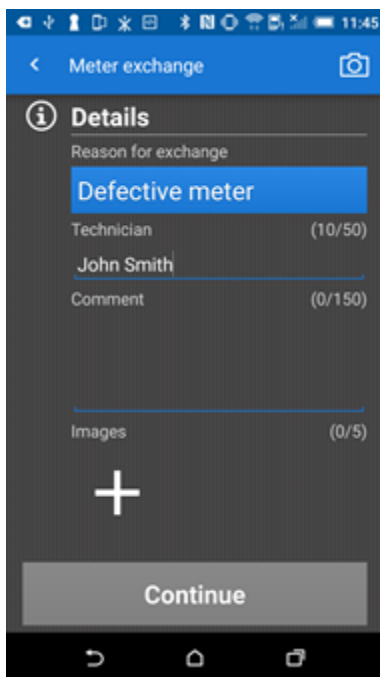 11:45
Meter exchange
Details
Reason for exchange
Defective meter
Technician (10/50)
John Smith
Comment (0/150)
Images (0/5)
Continue